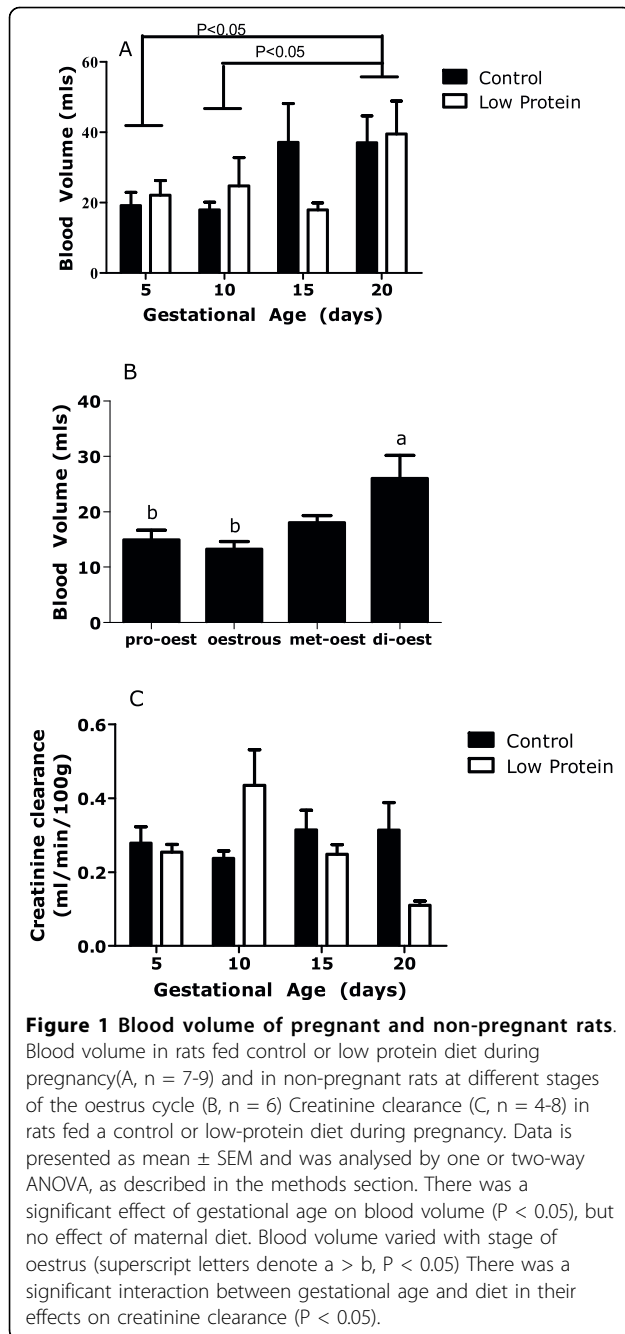 P<0.05
A
P<0.05
60
40
20
0
Blood Volume (mls)
Control
Low Protein
5 10 15 20
Gestational Age (days)
B
40
30
20
10
0
Blood Volume (mls)
b b a
pro-oest oestrous met-oest di-oest
C
0.6
0.4
0.2
0.0
Creatinine clearance
(ml/min/100g)
Control
Low Protein
5 10 15 20
Gestational Age (days)
Figure 1 Blood volume of pregnant and non-pregnant rats.
Blood volume in rats fed control or low protein diet during
pregnancy(A, n = 7-9) and in non-pregnant rats at different stages
of the oestrus cycle (B, n = 6) Creatinine clearance (C, n = 4-8) in
rats fed a control or low-protein diet during pregnancy. Data is
presented as mean ± SEM and was analysed by one or two-way
ANOVA, as described in the methods section. There was a
significant effect of gestational age on blood volume (P < 0.05), but
no effect of maternal diet. Blood volume varied with stage of
oestrus (superscript letters denote a > b, P < 0.05) There was a
significant interaction between gestational age and diet in their
effects on creatinine clearance (P < 0.05).